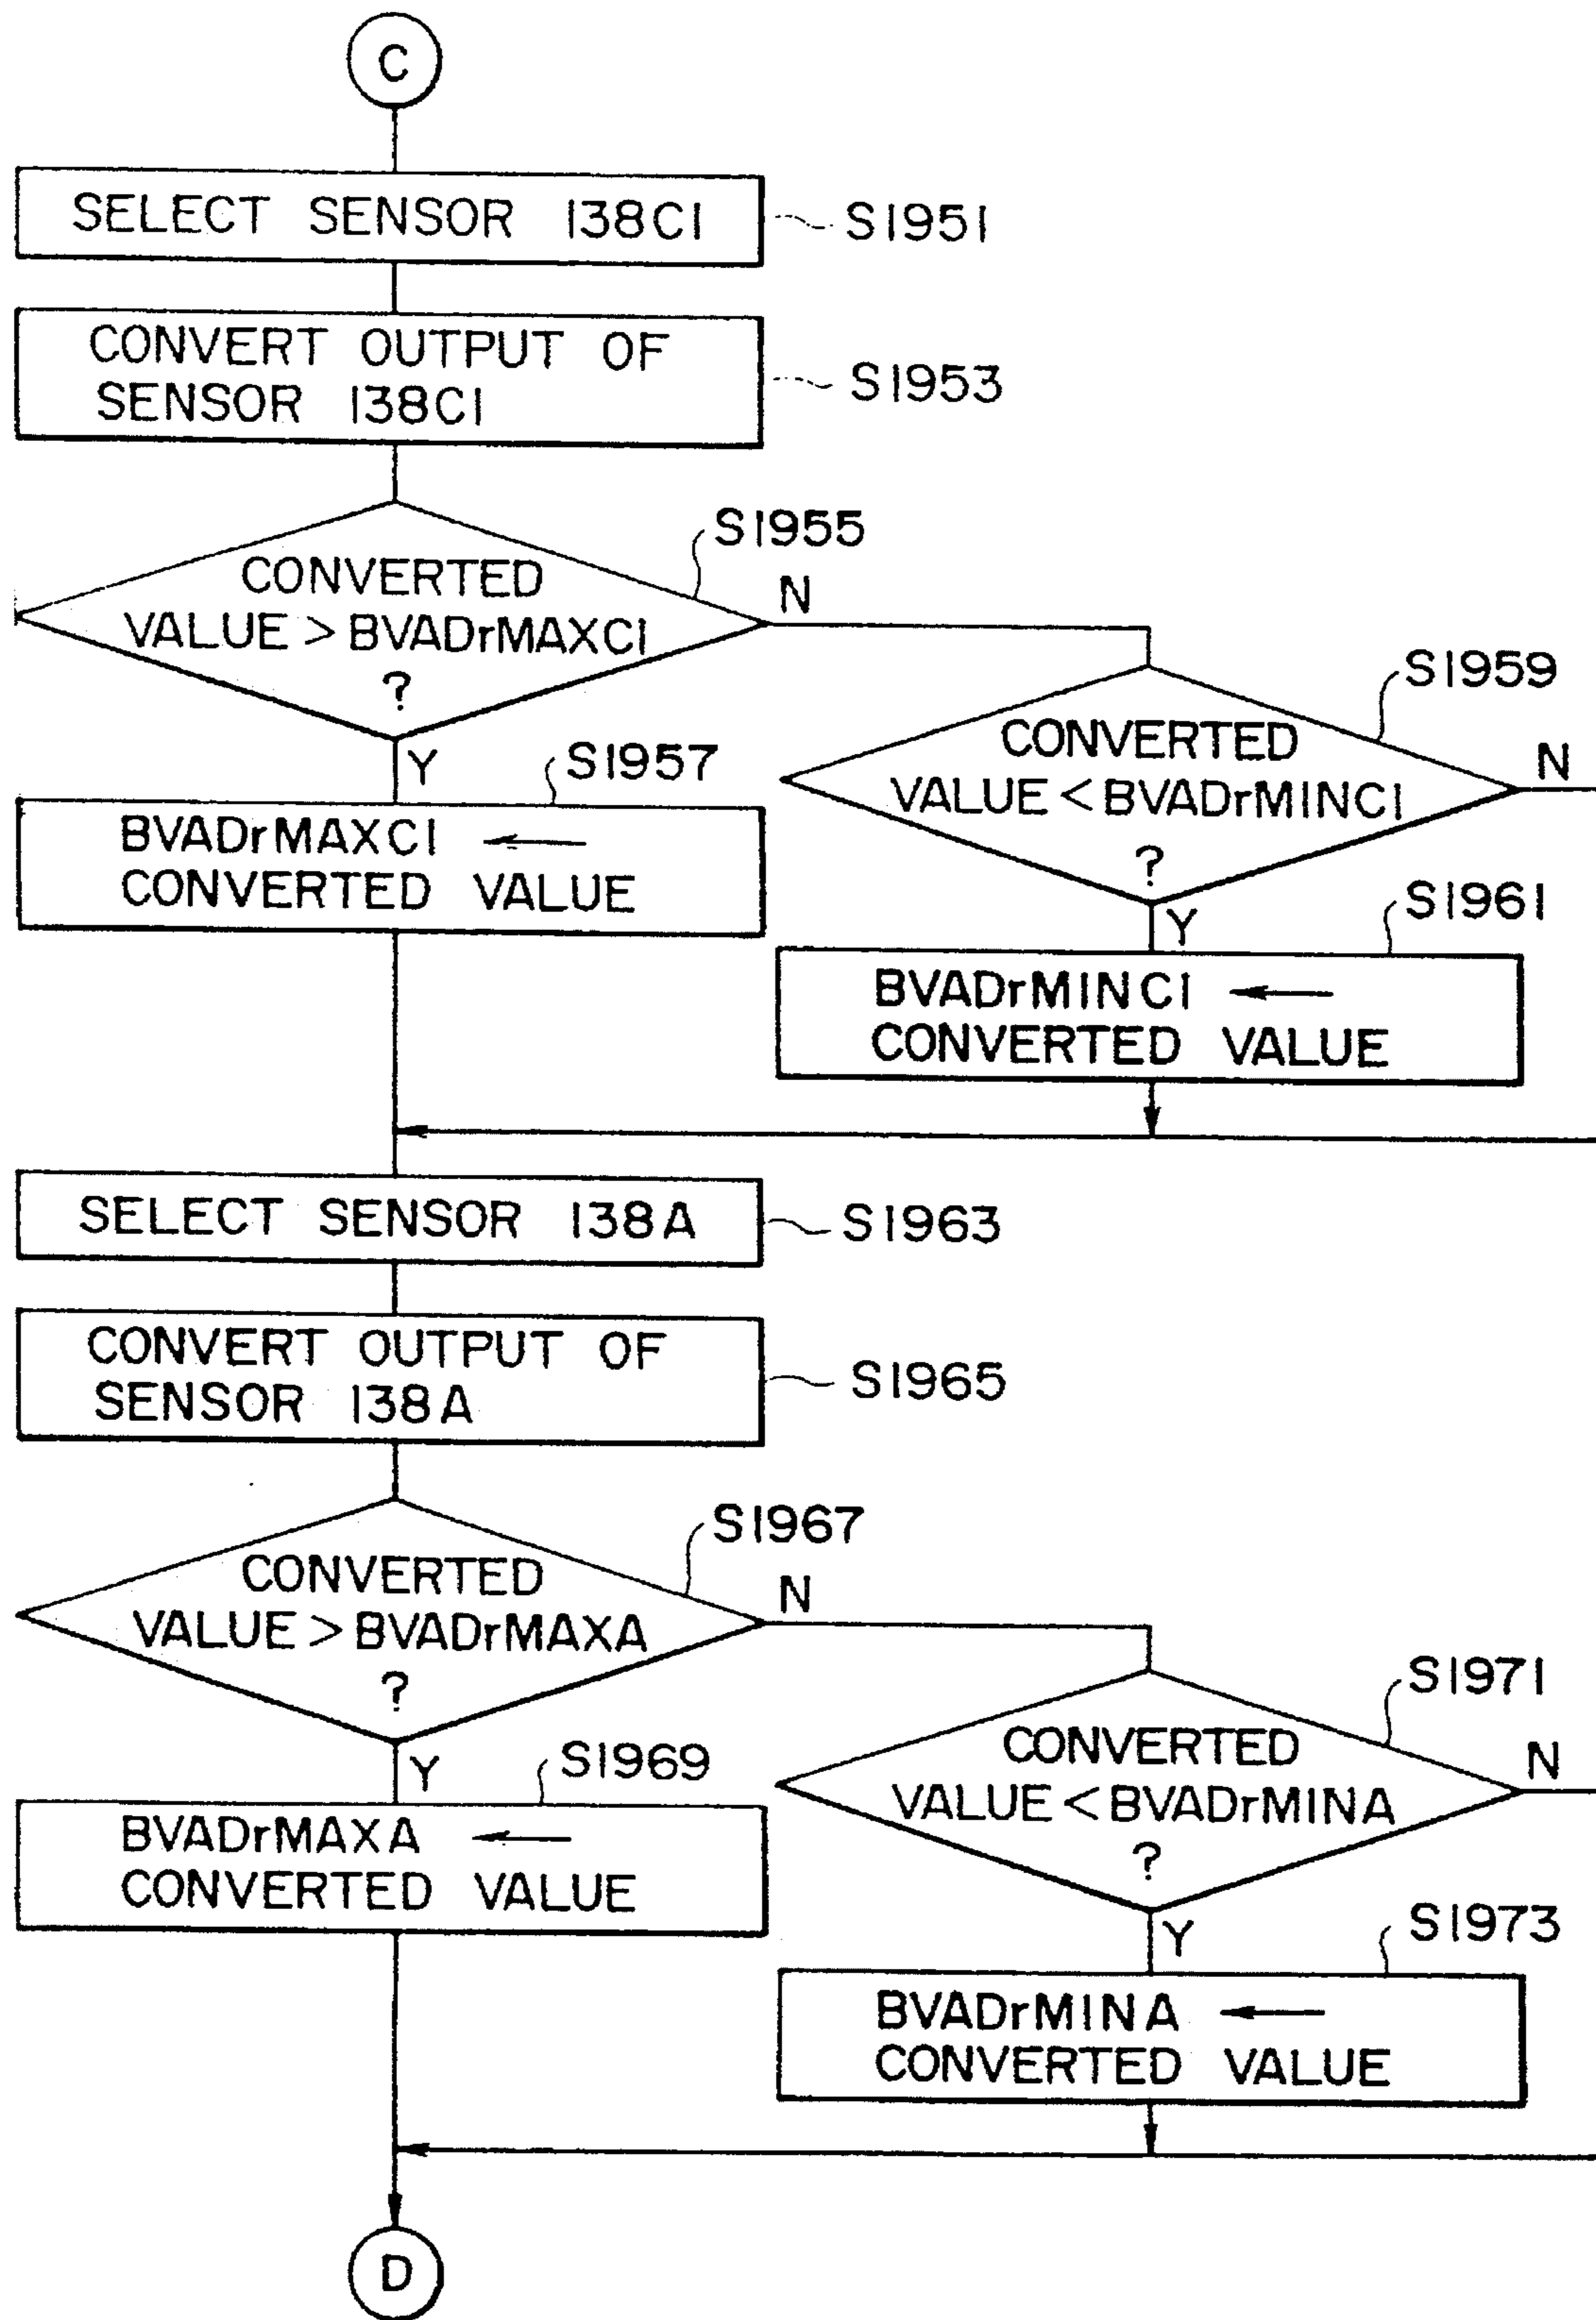 C
SELECT SENSOR 138C1
S1951
CONVERT OUTPUT OF
SENSOR 138C1
S1953
S1955
CONVERTED
VALUE > BVADrMAXC1
?
N
Y
S1957
BVADrMAXC1 ←
CONVERTED VALUE
S1959
CONVERTED
VALUE < BVADrMINC1
?
N
Y
S1961
BVADrMINC1 ←
CONVERTED VALUE
SELECT SENSOR 138A
S1963
CONVERT OUTPUT OF
SENSOR 138A
S1965
S1967
CONVERTED
VALUE > BVADrMAXA
?
N
Y
S1969
BVADrMAXA ←
CONVERTED VALUE
S1971
CONVERTED
VALUE < BVADrMINA
?
N
Y
S1973
BVADrMINA ←
CONVERTED VALUE
D